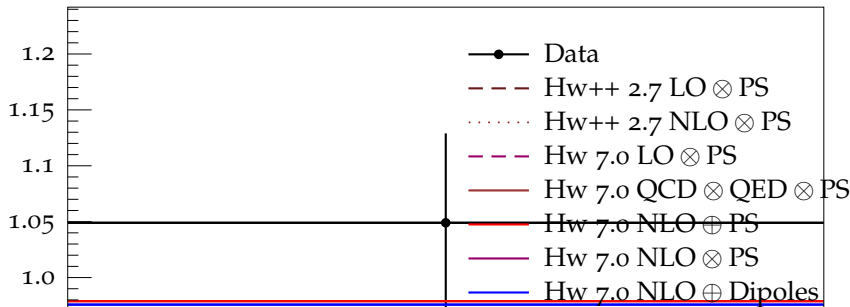 1.2
1.15
1.1
1.05
1.0
Data
Hw++ 2.7 LO ⊗ PS
Hw++ 2.7 NLO ⊗ PS
Hw 7.0 LO ⊗ PS
Hw 7.0 QCD ⊗ QED ⊗ PS
Hw 7.0 NLO ⊕ PS
Hw 7.0 NLO ⊗ PS
Hw 7.0 NLO ⊕ Dipoles